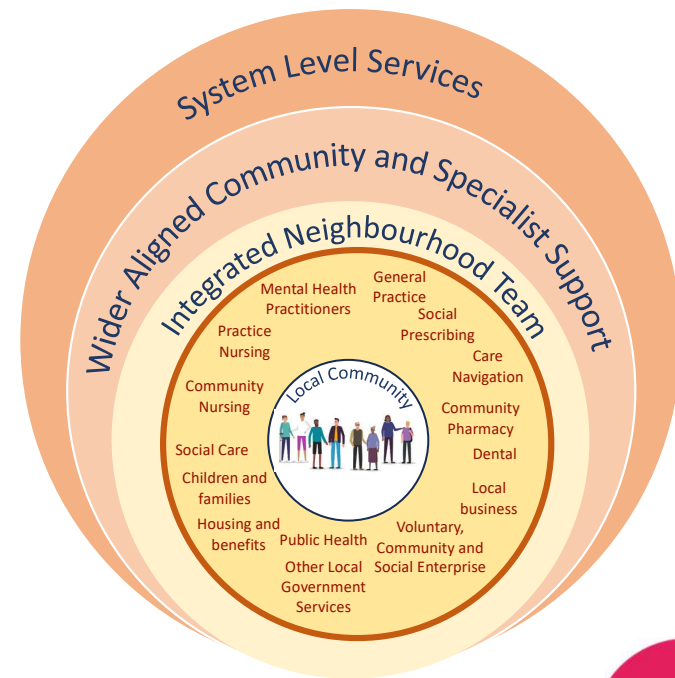 System Level Services
Wider Aligned Community and Specialist Support
Integrated Neighbourhood Team
General
Practice
Social
Prescribing
Care
Navigation
Community
Pharmacy
Dental
Local
business
Voluntary,
Community and
Social Enterprise
Public Health
Other Local
Government
Services
Housing and
benefits
Children and
families
Social Care
Community
Nursing
Practice
Nursing
Mental Health
Practitioners
Local Community